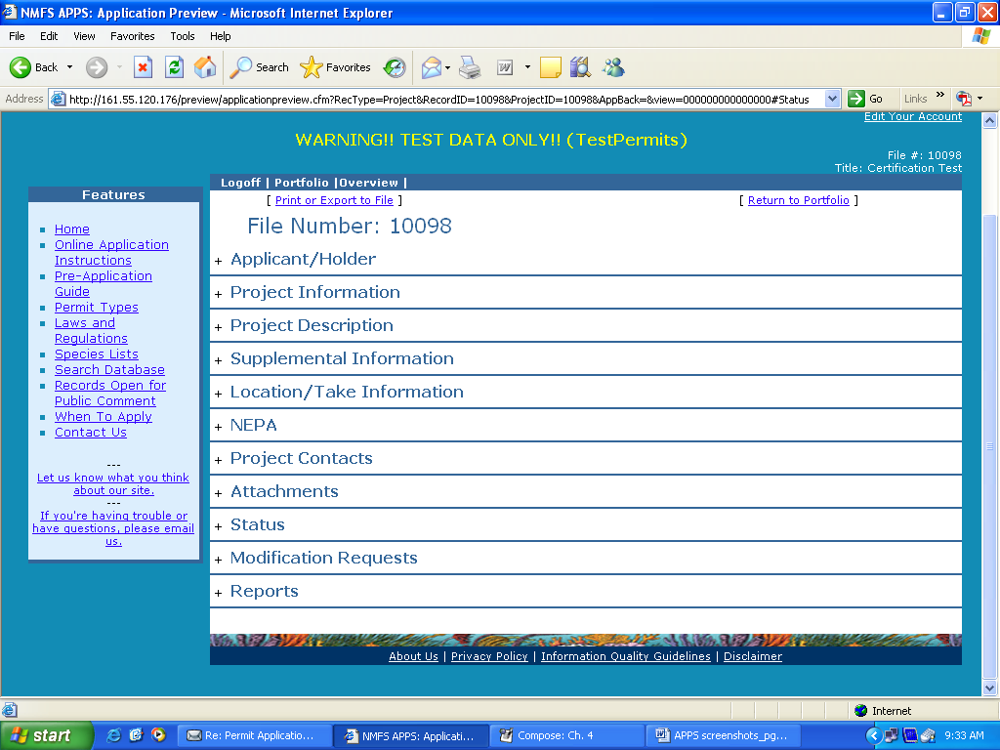 NMFS APPS: Application Preview - Microsoft Internet Explorer
File Edit View Favorites Tools Help
Back Search Favorites
Address http://161.55.120.176/preview/applicationpreview.cfm?RecType=Project&RecordID=10098&ProjectID=10098&AppBack=&view=000000000000000#Status Go Links »
Edit Your Account
WARNING!! TEST DATA ONLY!! (TestPermits)
File #: 10098
Title: Certification Test
Features
Home
Online Application
Instructions
Pre-Application
Guide
Permit Types
Laws and
Regulations
Species Lists
Search Database
Records Open for
Public Comment
When To Apply
Contact Us
---
Let us know what you think
about our site.
---
If you're having trouble or
have questions, please email
us.
Logoff | Portfolio |Overview |
[ Print or Export to File ] [ Return to Portfolio ]
File Number: 10098
+ Applicant/Holder
+ Project Information
+ Project Description
+ Supplemental Information
+ Location/Take Information
+ NEPA
+ Project Contacts
+ Attachments
+ Status
+ Modification Requests
+ Reports
About Us | Privacy Policy | Information Quality Guidelines | Disclaimer
Internet
start Re: Permit Applicatio... NMFS APPS: Applicati... Compose: Ch. 4 APPS screenshots_pg... 9:33 AM